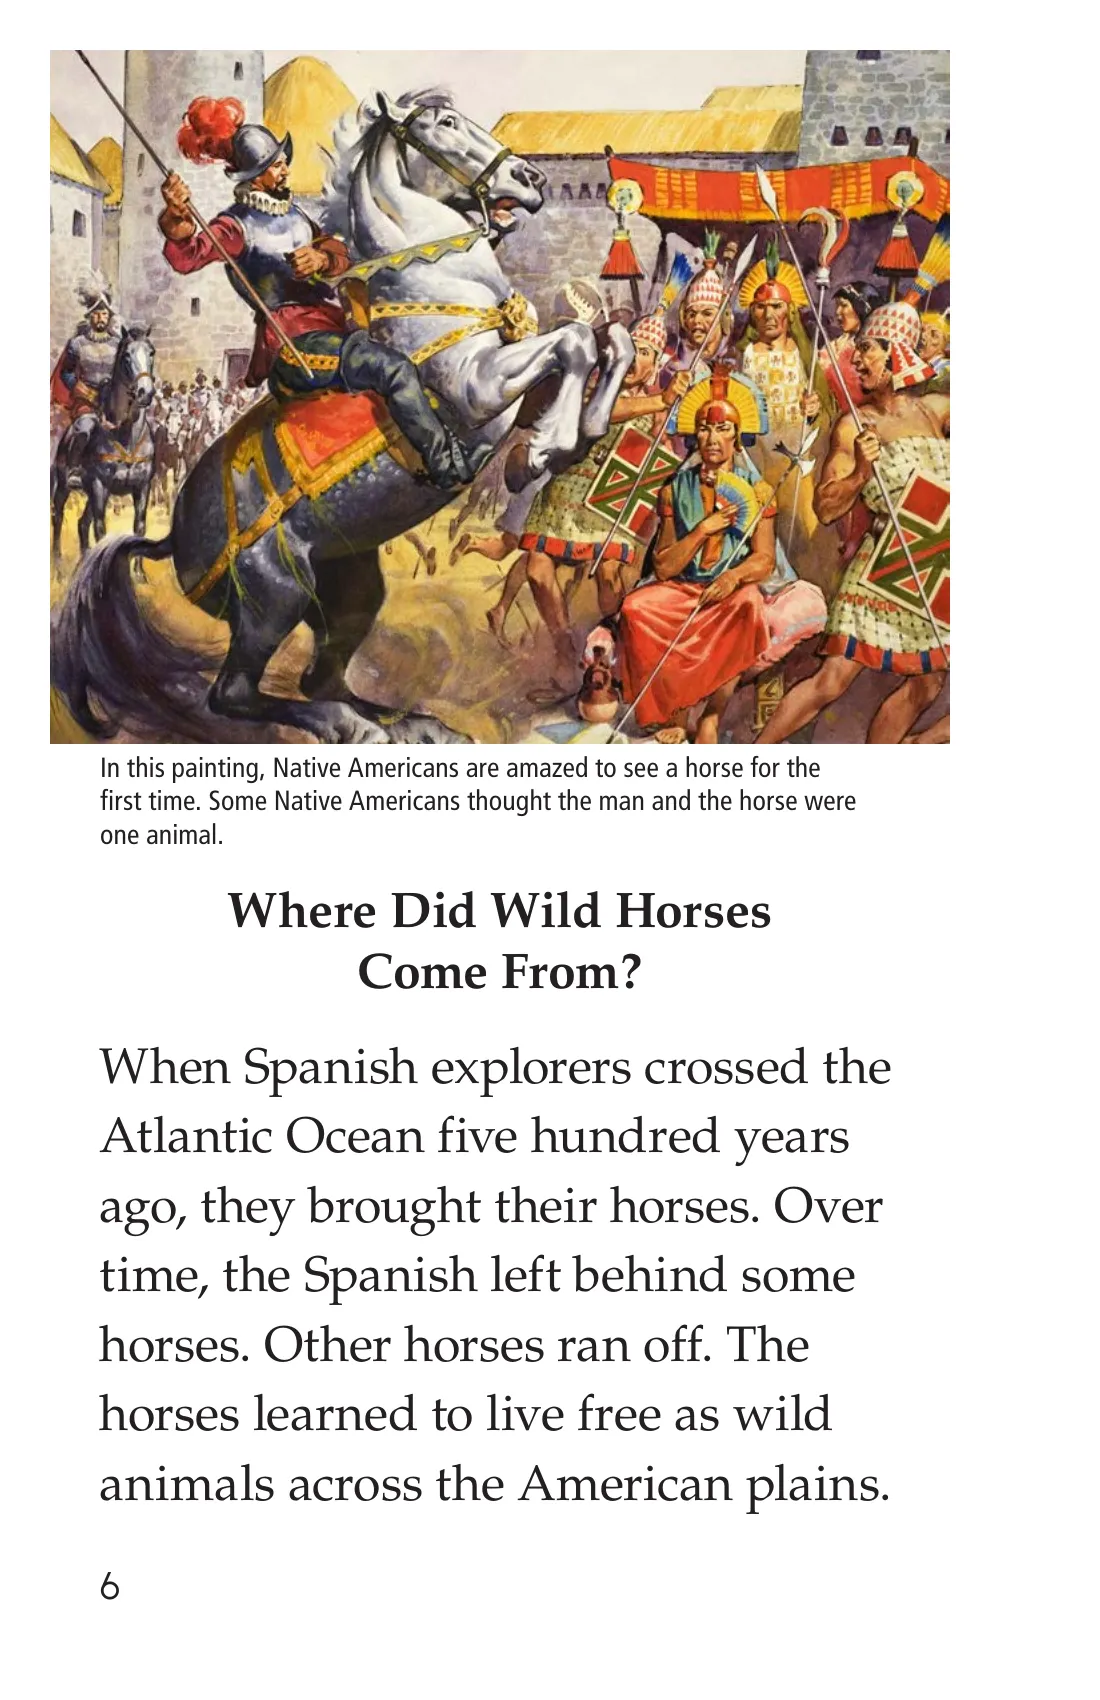 In this painting, Native Americans are amazed to see a horse for the
first time. Some Native Americans thought the man and the horse were
one animal.
Where Did Wild Horses
Come From?
When Spanish explorers crossed the
Atlantic Ocean five hundred years
ago, they brought their horses. Over
time, the Spanish left behind some
horses. Other horses ran off. The
horses learned to live free as wild
animals across the American plains.
6